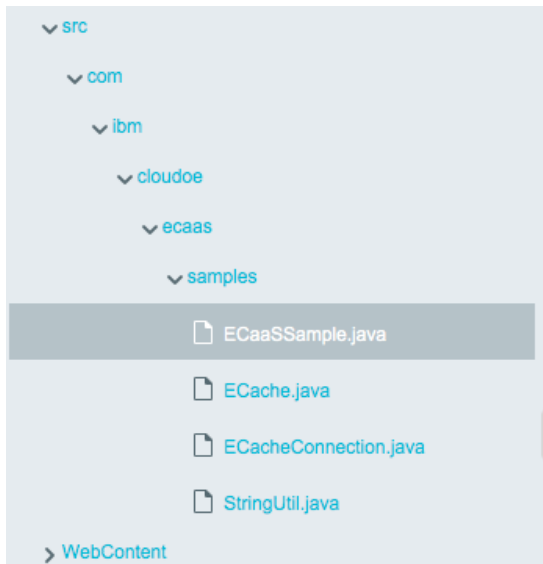 src
com
ibm
cloudoe
ecaas
samples
ECaaSSample.java
ECache.java
ECacheConnection.java
StringUtil.java
WebContent